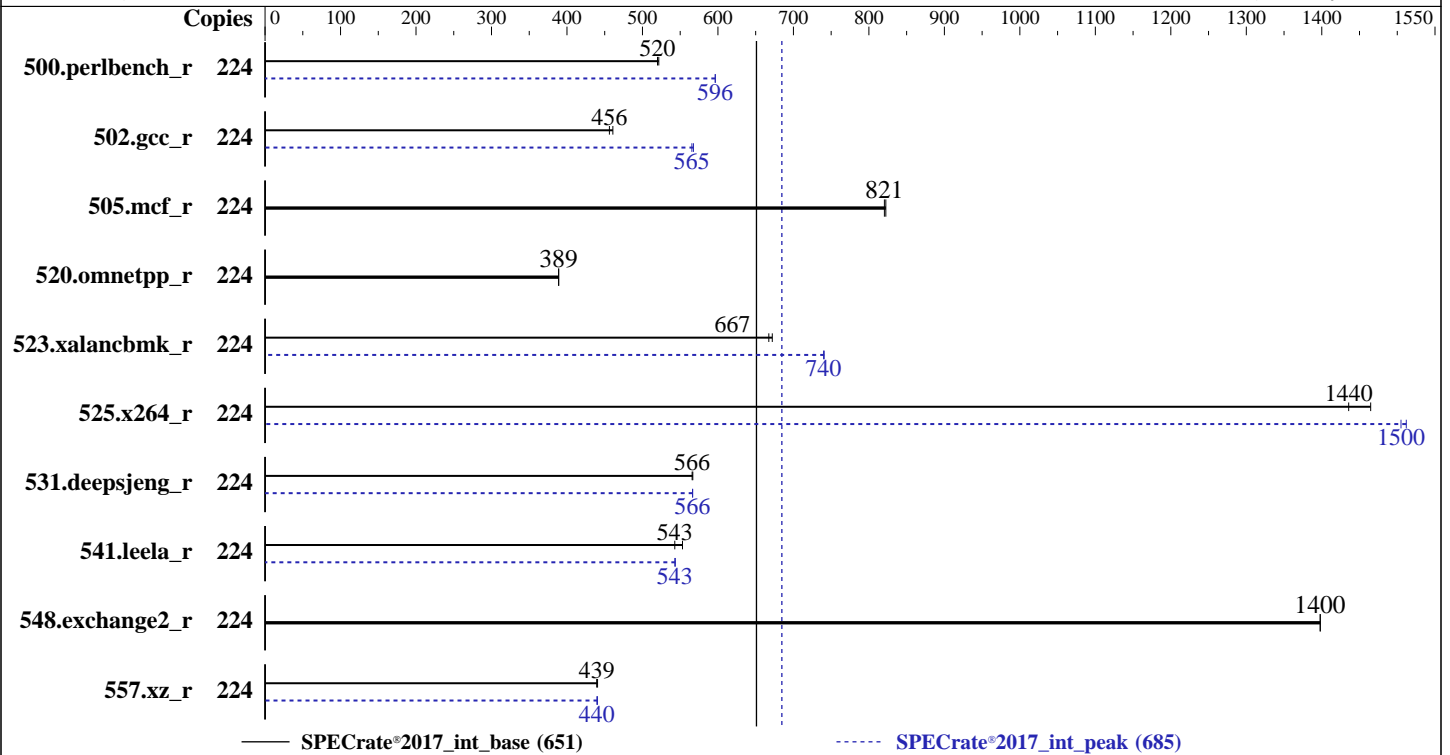 Copies 0 100 200 300 400 500 600 700 800 900 1000 1100 1200 1300 1400 1550
500.perlbench_r 224 520
596
502.gcc_r 224 456
565
505.mcf_r 224 821
520.omnetpp_r 224 389
523.xalancbmk_r 224 667
740
525.x264_r 224 1440
1500
531.deepsjeng_r 224 566
566
541.leela_r 224 543
543
548.exchange2_r 224 1400
557.xz_r 224 439
440
SPECrate®2017_int_base (651) SPECrate®2017_int_peak (685)